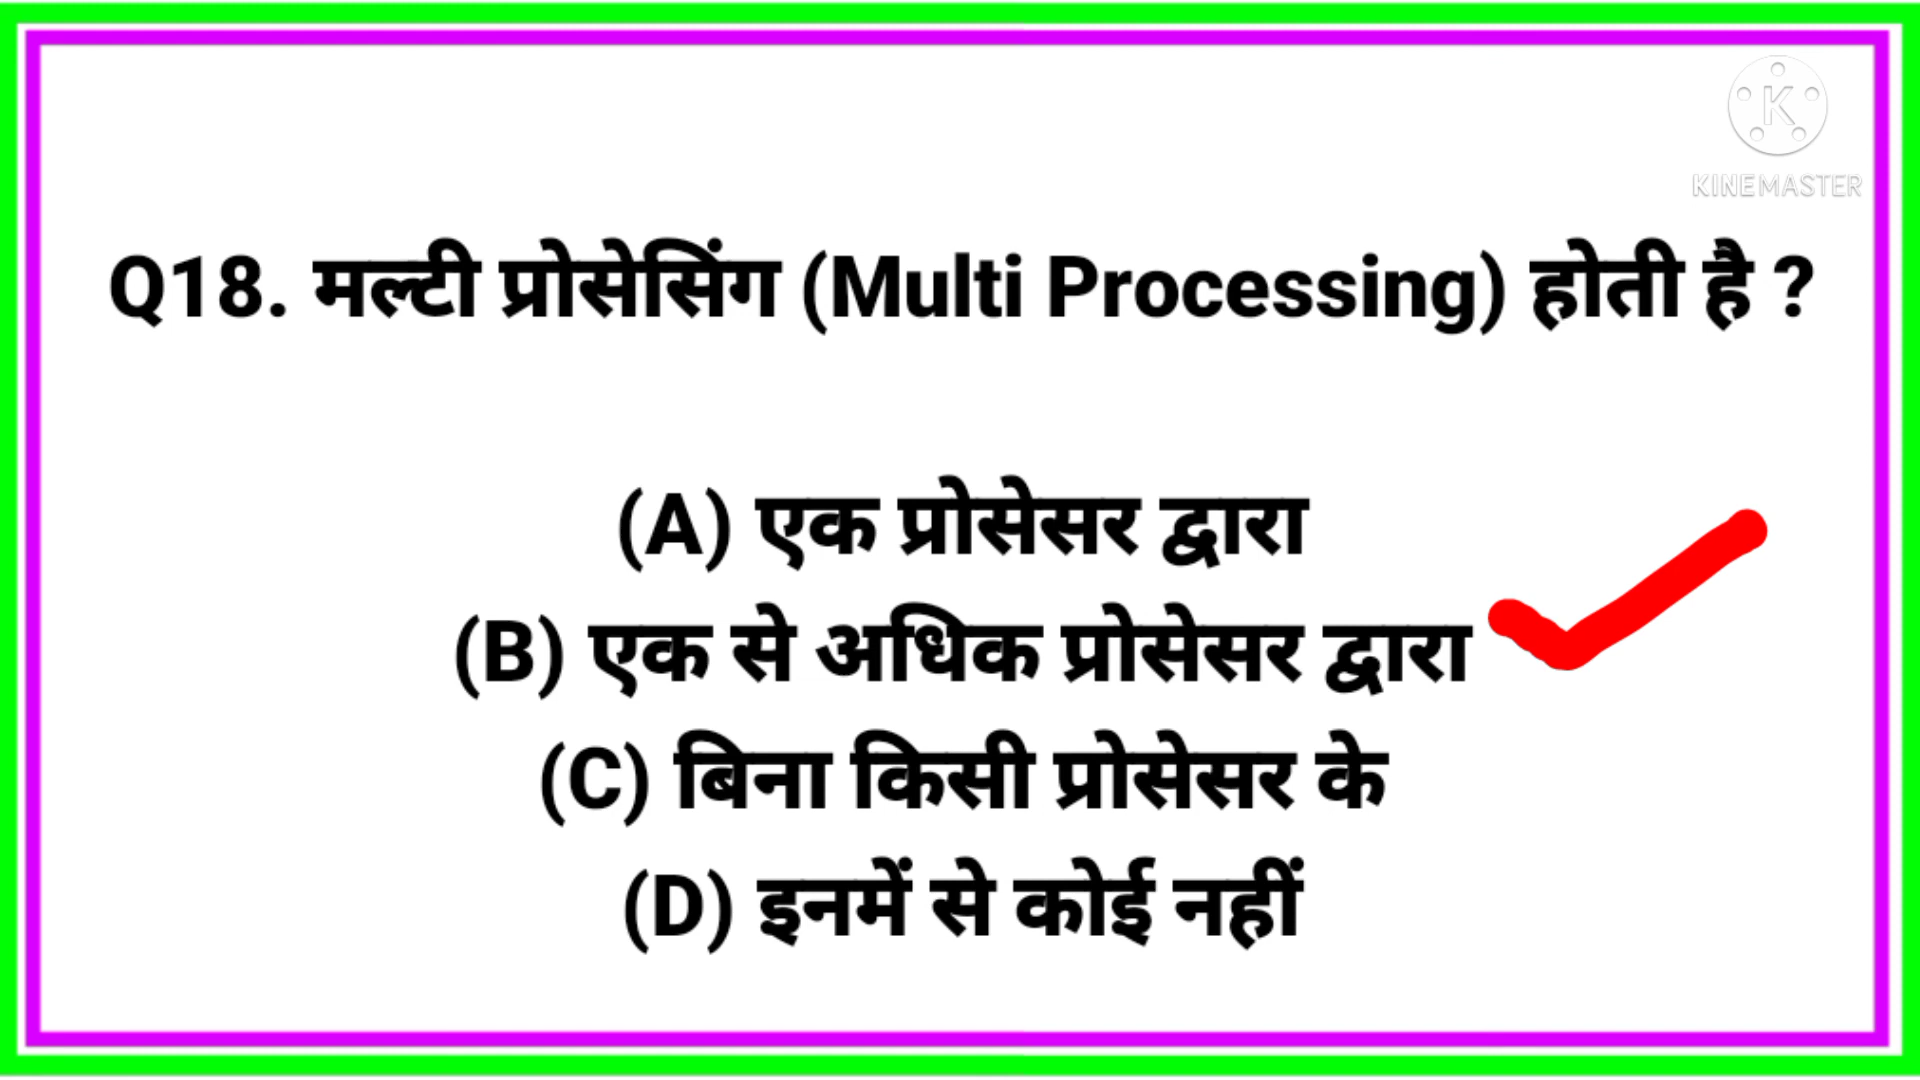 KINEMASTER
Q18. मल्टी प्रोसेसिंग (Multi Processing) होती है ?
(A) एक प्रोसेसर द्वारा
(B) एक से अधिक प्रोसेसर द्वारा
(C) बिना किसी प्रोसेसर के
(D) इनमें से कोई नहीं